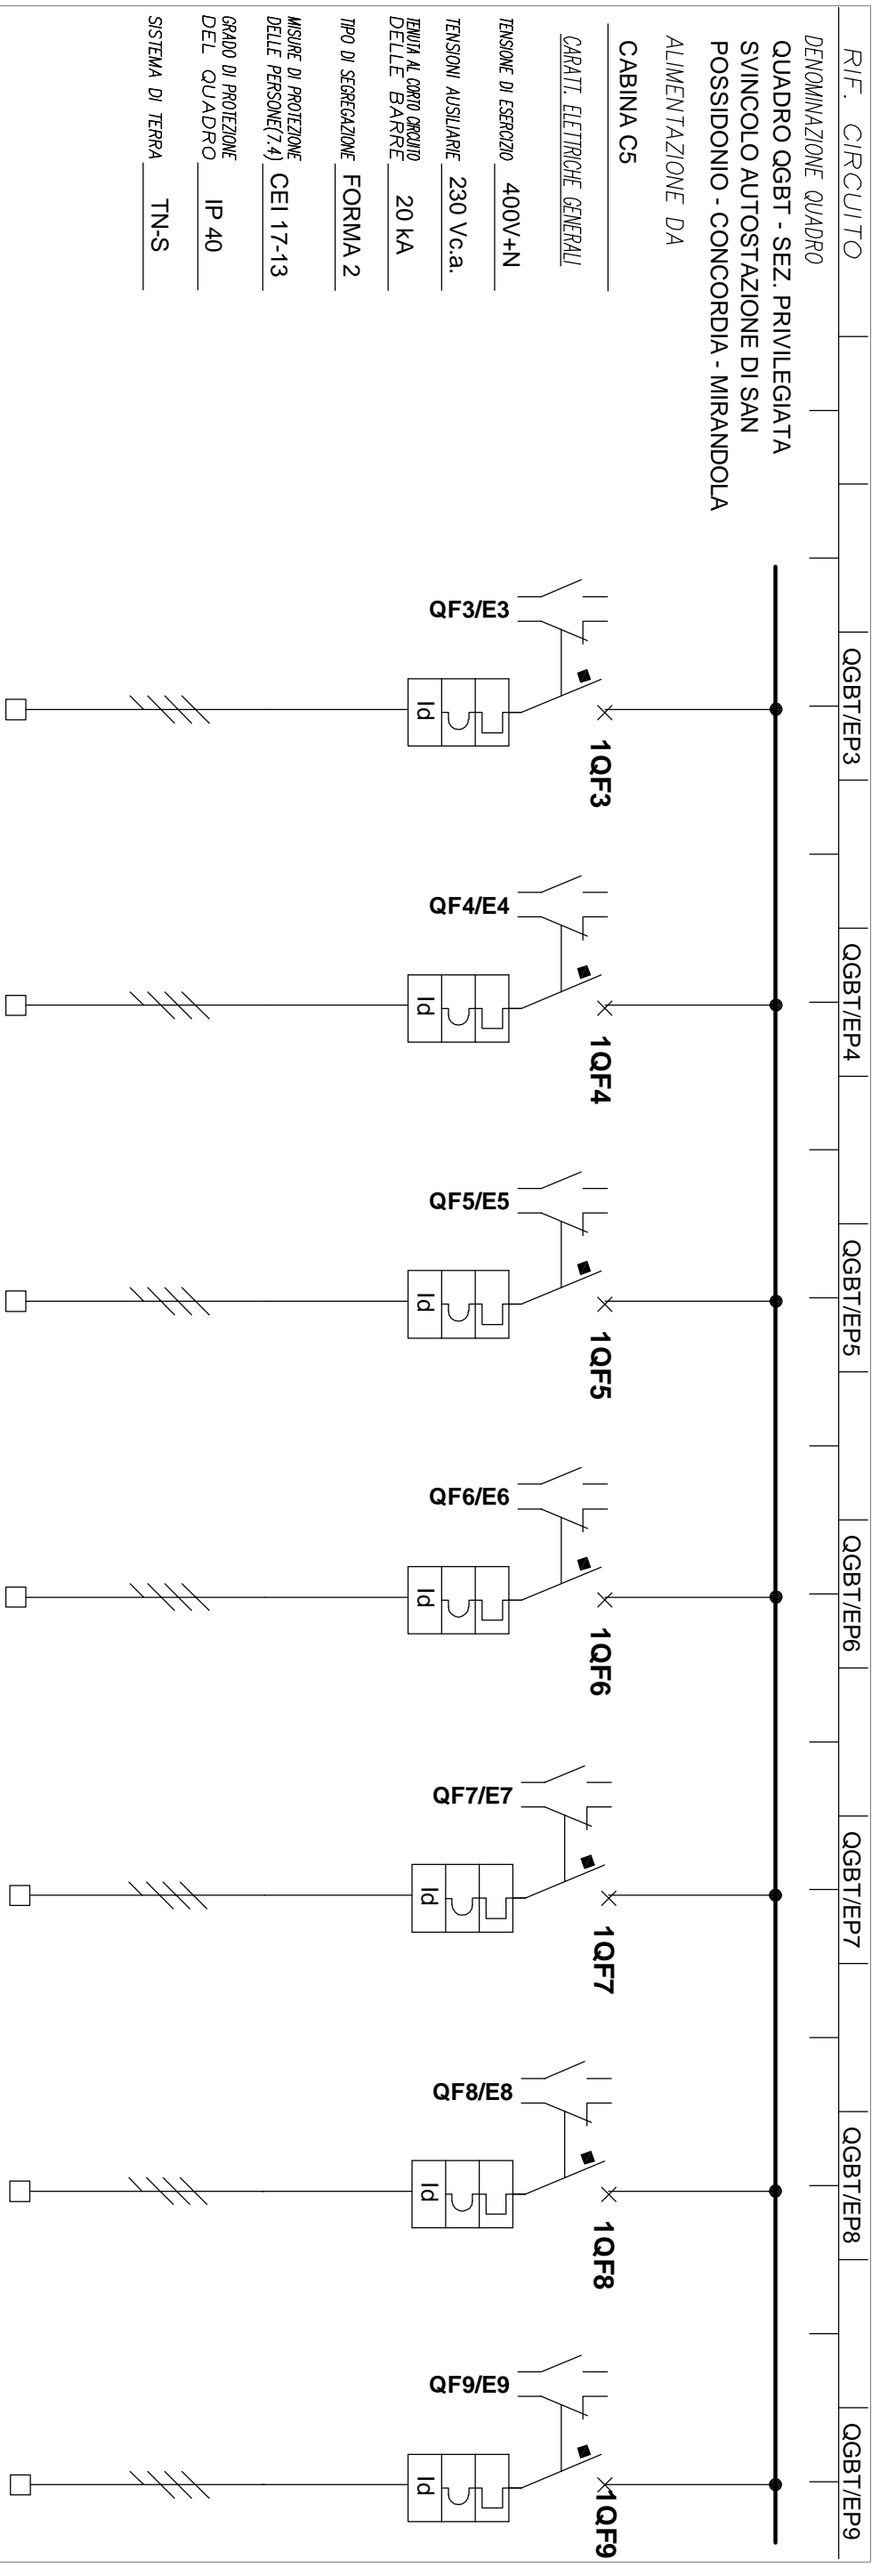 RIF. CIRCUITO
QGBT/EP3
QGBT/EP4
QGBT/EP5
QGBT/EP6
QGBT/EP7
QGBT/EP8
QGBT/EP9
DENOMINAZIONE QUADRO
QUADRO QGBT - SEZ. PRIVILEGIATA
SVINCOLO AUTOSTAZIONE DI SAN
POSSIDONIO - CONCORDIA - MIRANDOLA
ALIMENTAZIONE DA
CABINA C5
CARATT. ELETTRICHE GENERALI
TENSIONE DI ESERCIZIO 400V+N
TENSIONI AUSILIARIE 230 Vc.a.
TENUTA AL CORTO CIRCUITO
DELLE BARRE 20 kA
TIPO DI SEGREGAZIONE FORMA 2
MISURE DI PROTEZIONE
DELLE PERSONE(7.4) CEI 17-13
GRADO DI PROTEZIONE
DEL QUADRO IP 40
SISTEMA DI TERRA TN-S
1QF3
QF3/E3
Id
1QF4
QF4/E4
Id
1QF5
QF5/E5
Id
1QF6
QF6/E6
Id
1QF7
QF7/E7
Id
1QF8
QF8/E8
Id
1QF9
QF9/E9
Id